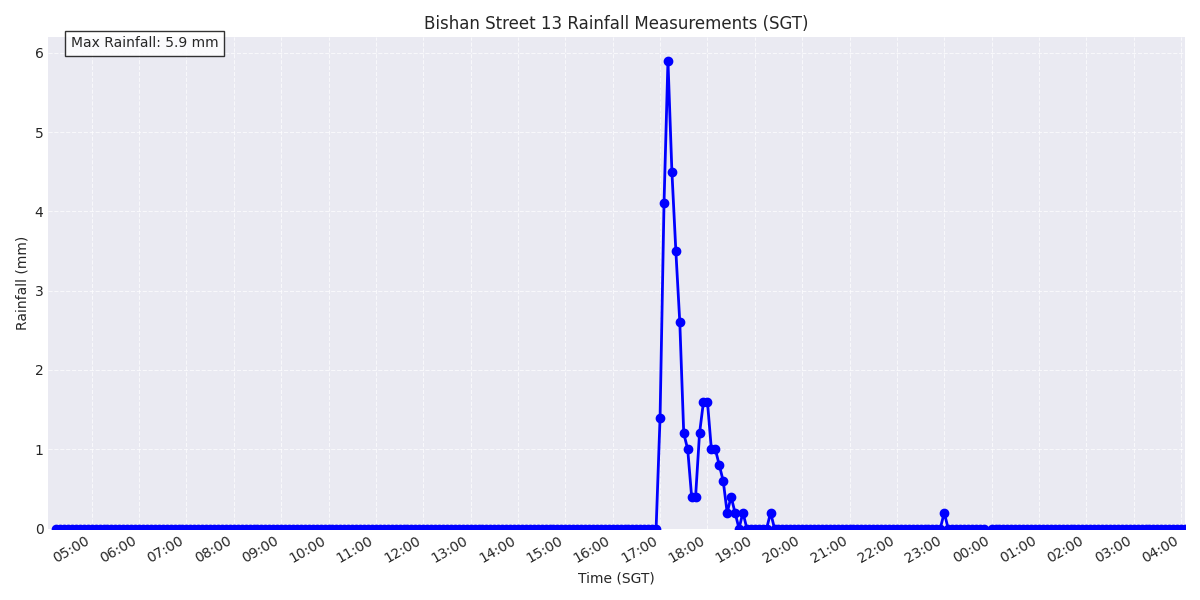 Bishan Street 13 Rainfall Measurements (SGT)
Max Rainfall: 5.9 mm
Rainfall (mm)
6
5
4
3
2
1
0
05:00 06:00 07:00 08:00 09:00 10:00 11:00 12:00 13:00 14:00 15:00 16:00 17:00 18:00 19:00 20:00 21:00 22:00 23:00 00:00 01:00 02:00 03:00 04:00
Time (SGT)